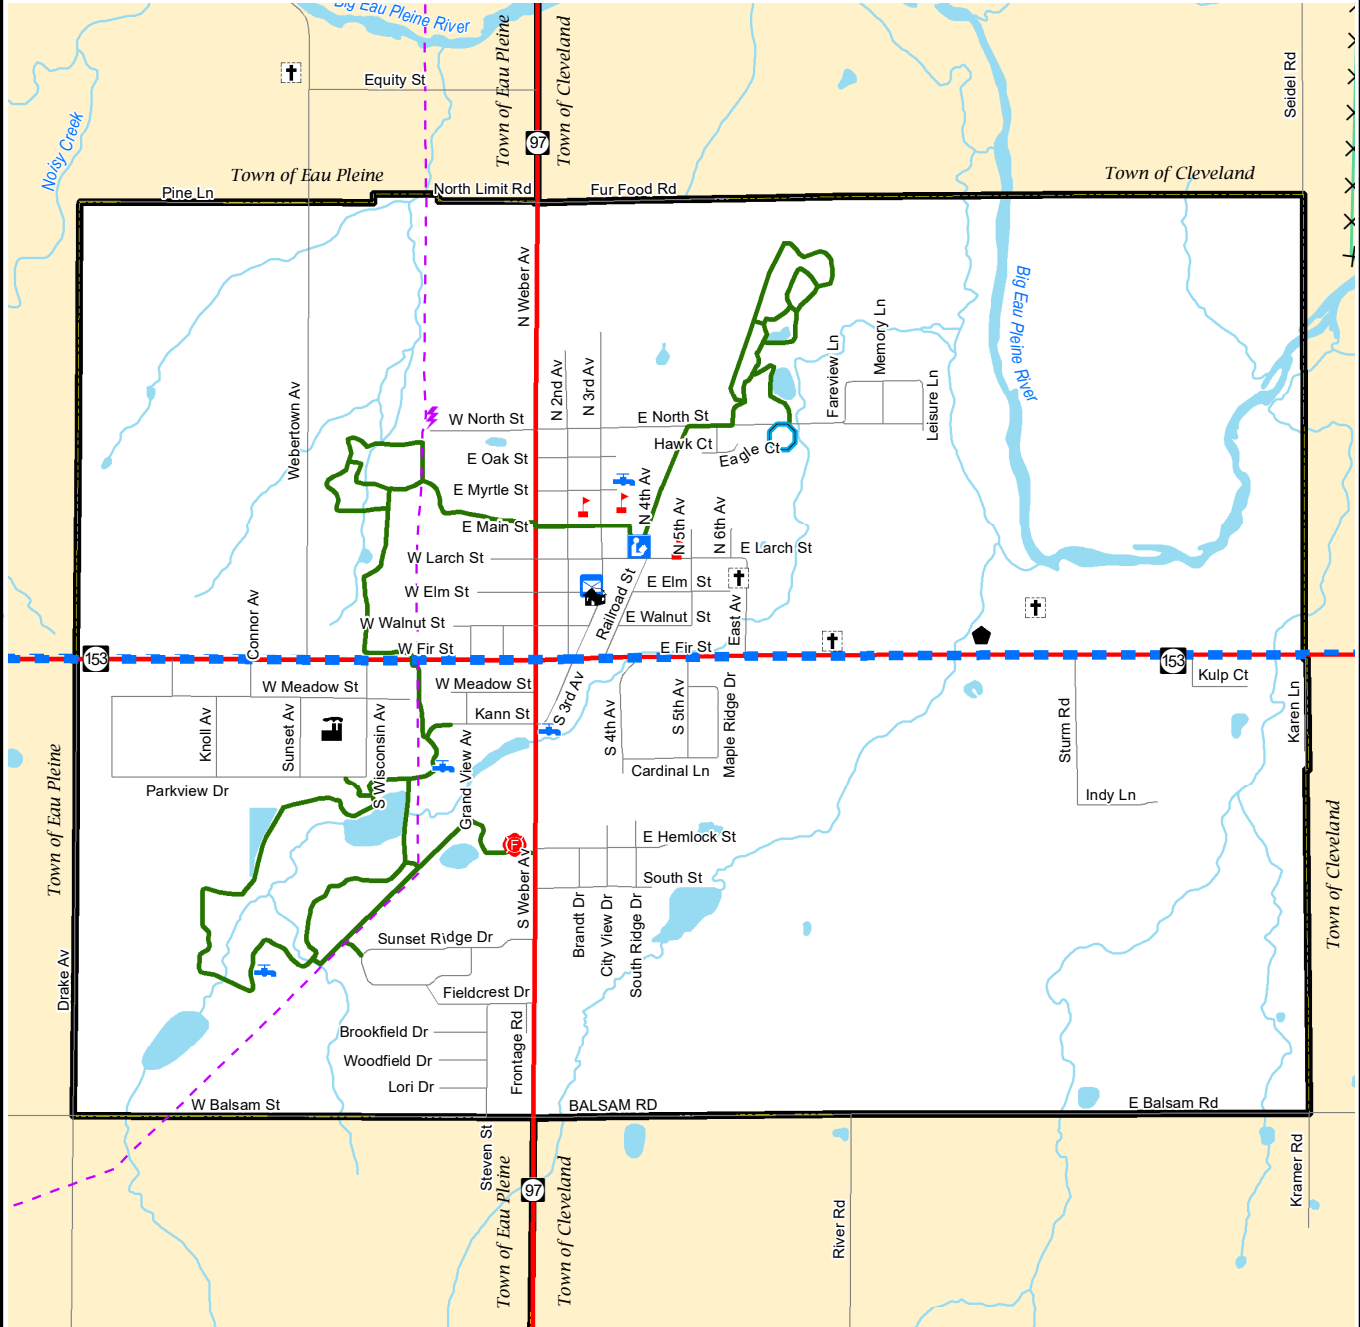 Big Eau Pleine River
Town of Eau Pleine
Town of Cleveland
Seidel Rd
Equity St
Noisy Creek
97
Town of Eau Pleine
Town of Cleveland
Pine Ln
North Limit Rd
Fur Food Rd
N Weber Av
Big Eau Pleine River
Memory Ln
Fareview Ln
Leisure Ln
N 2nd Av
N 3rd Av
Webertown Av
W North St
E North St
Hawk Ct
Eagle Ct
E Oak St
E Myrtle St
N 4th Av
N 5th Av
N 6th Av
E Main St
W Larch St
E Larch St
W Elm St
E Elm St
Railroad St
W Walnut St
E Walnut St
East Av
Connor Av
W Fir St
E Fir St
153
153
W Meadow St
W Meadow St
Kulp Ct
Kann St
S 3rd Av
S 4th Av
S 5th Av
Maple Ridge Dr
Knoll Av
Sunset Av
S Wisconsin Av
Grand View Av
Sturm Rd
Karen Ln
Cardinal Ln
Parkview Dr
Indy Ln
Town of Eau Pleine
Town of Cleveland
F
E Hemlock St
South St
S Weber Av
Brandt Dr
City View Dr
South Ridge Dr
Sunset Ridge Dr
Drake Av
Fieldcrest Dr
Brookfield Dr
Frontage Rd
Woodfield Dr
Lori Dr
W Balsam St
BALSAM RD
E Balsam Rd
Steven St
97
Town of Eau Pleine
Town of Cleveland
River Rd
Kramer Rd